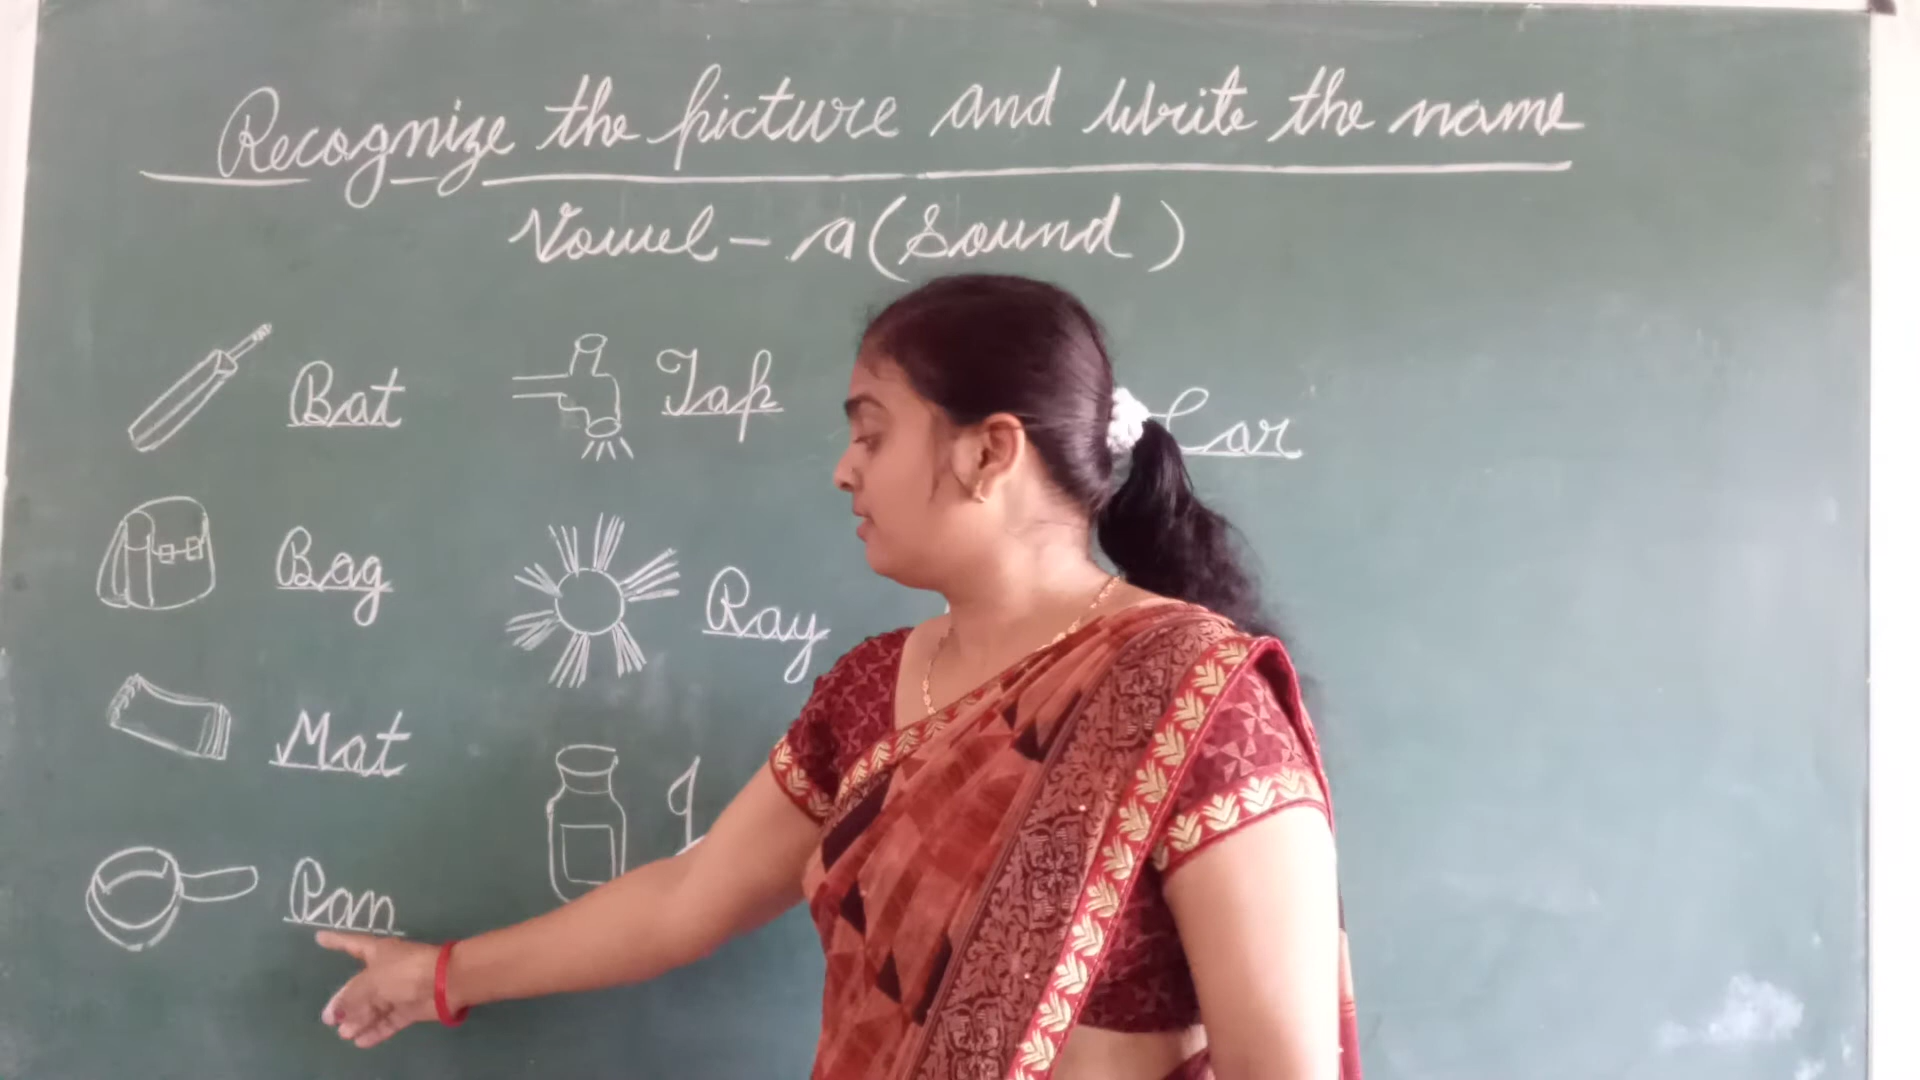 Recognize the picture and Write the name
Vowel - a (Sound)
Bat
Tap
Car
Bag
Ray
Mat
Pan